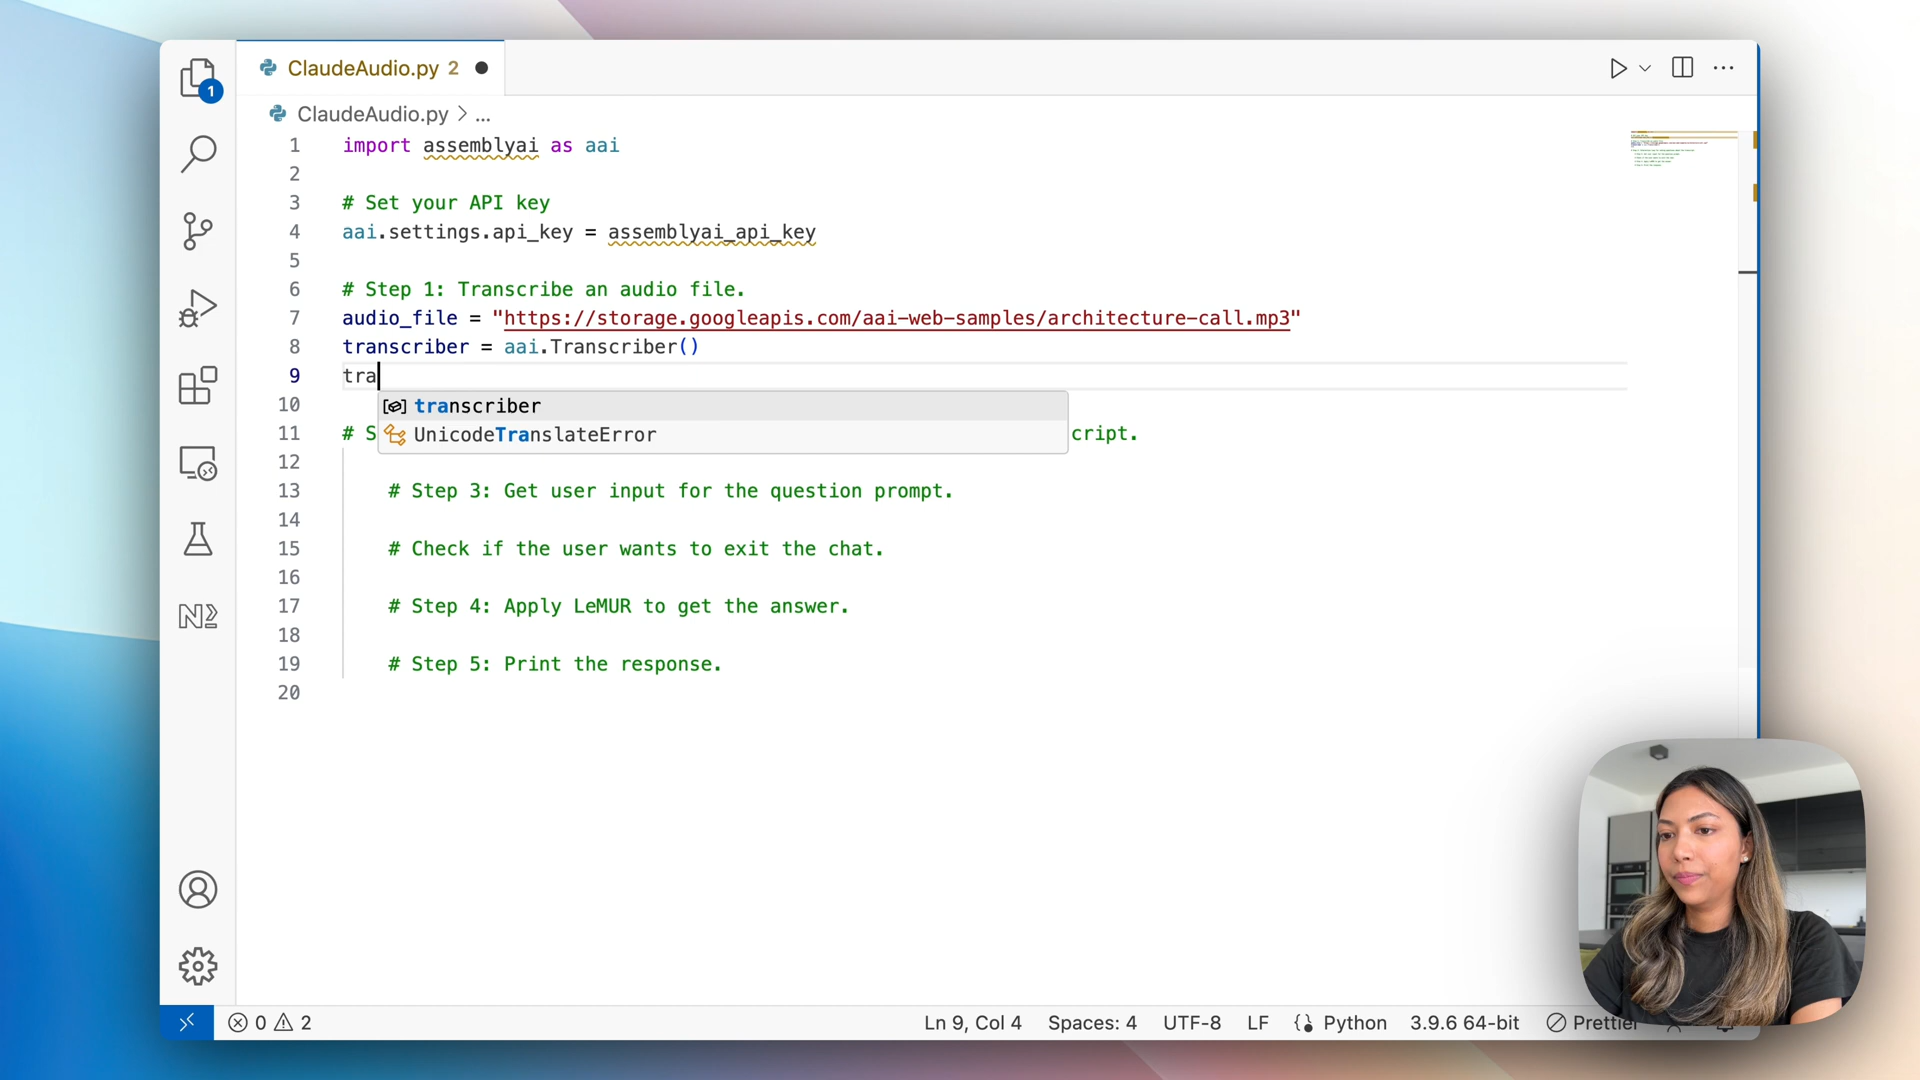 ClaudeAudio.py 2
1
ClaudeAudio.py > ...
1 import assemblyai as aai
2
3 # Set your API key
4 aai.settings.api_key = assemblyai_api_key
5
6 # Step 1: Transcribe an audio file.
7 audio_file = "https://storage.googleapis.com/aai-web-samples/architecture-call.mp3"
8 transcriber = aai.Transcriber()
9 tra
10
transcriber
11 # S
UnicodeTranslateError
cript.
12
13 # Step 3: Get user input for the question prompt.
14
15 # Check if the user wants to exit the chat.
16
17 # Step 4: Apply LeMUR to get the answer.
18
19 # Step 5: Print the response.
20
0 2 Ln 9, Col 4 Spaces: 4 UTF-8 LF Python 3.9.6 64-bit Prettier